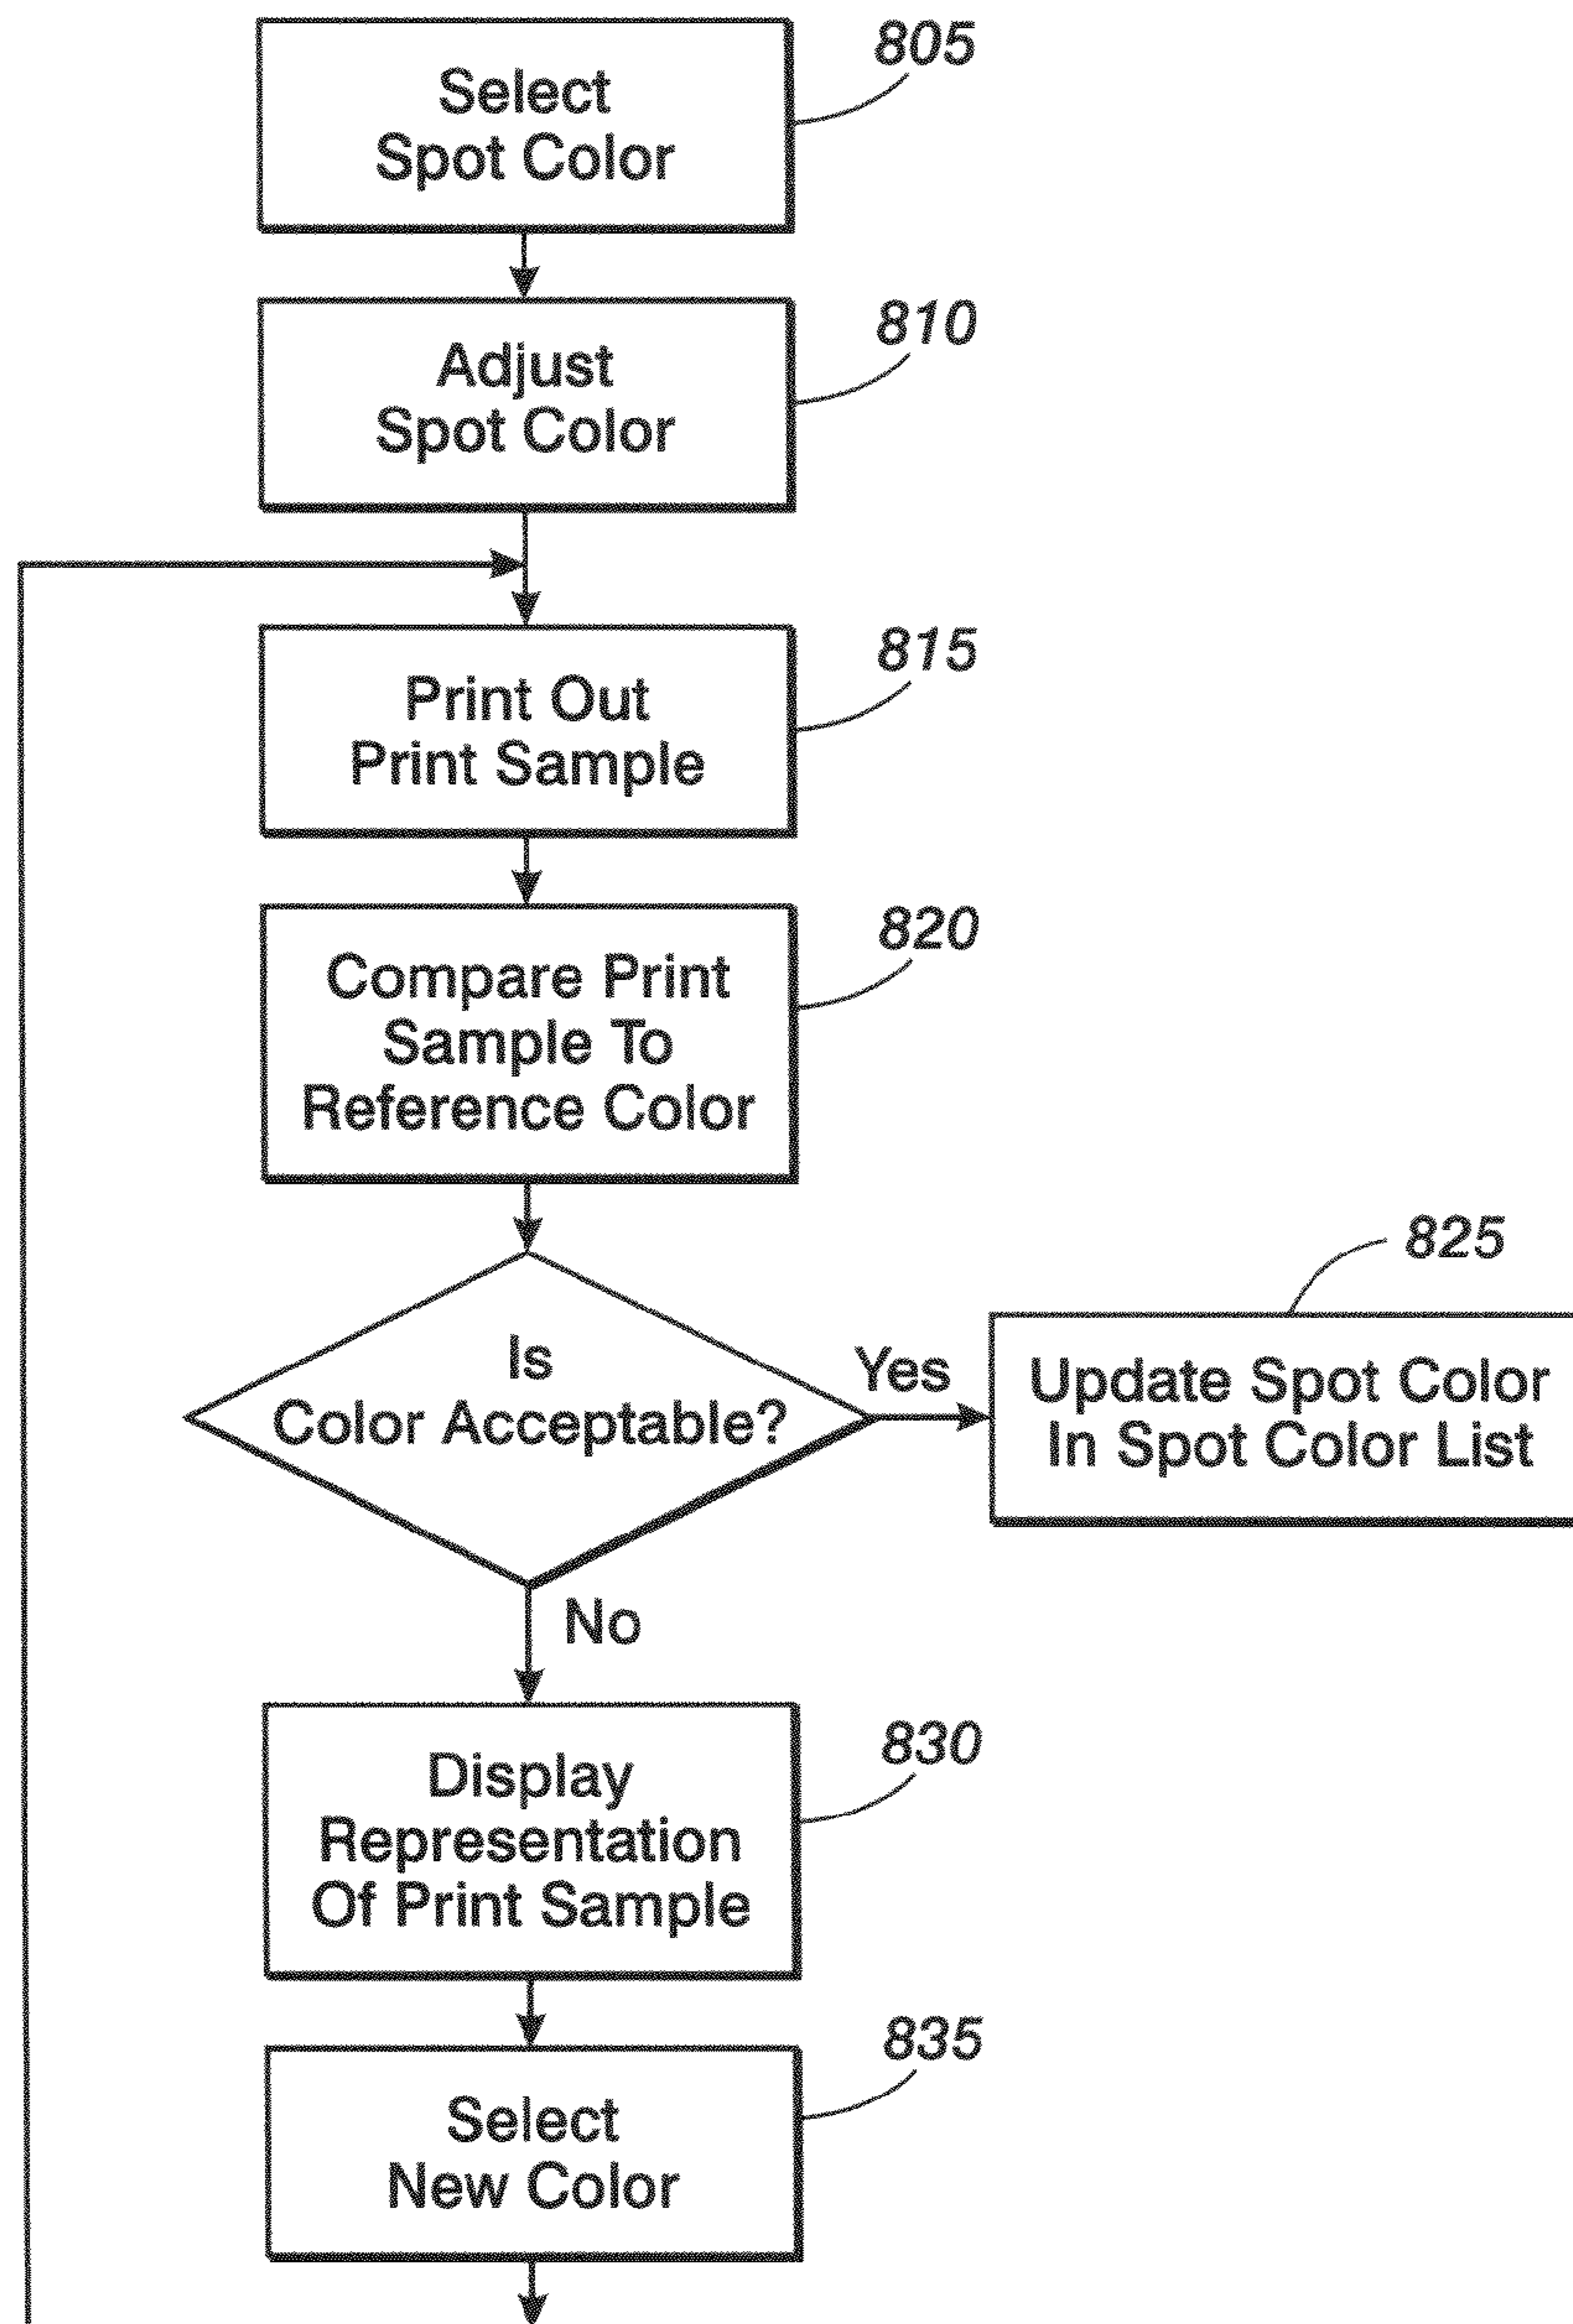 Select
Spot Color
805
Adjust
Spot Color
810
Print Out
Print Sample
815
Compare Print
Sample To
Reference Color
820
Is
Color Acceptable?
Yes
825
Update Spot Color
In Spot Color List
No
Display
Representation
Of Print Sample
830
Select
New Color
835